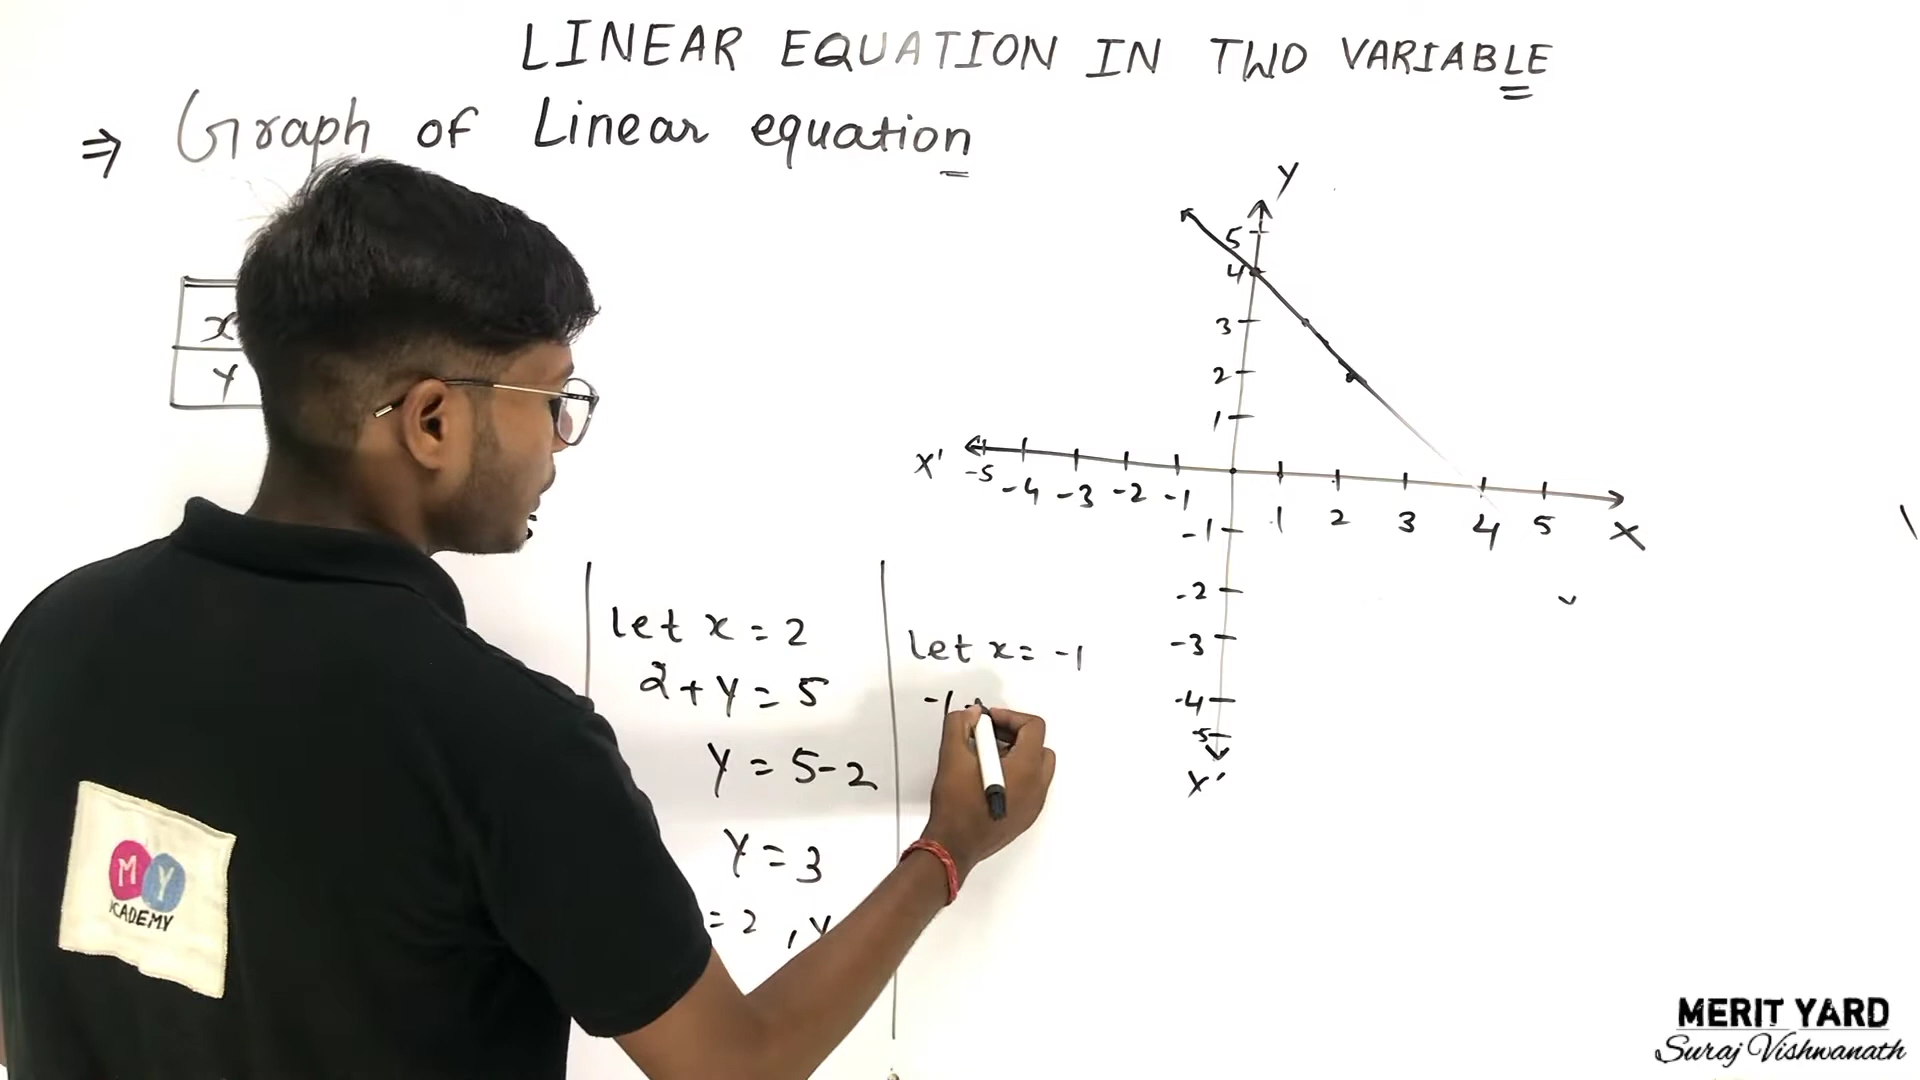 LINEAR EQUATION IN TWO VARIABLE
⇒ Graph of Linear equation
x
y
let x = 2
2 + y = 5
y = 5 - 2
y = 3
= 2 , y
let x = -1
-1
Y
5
4
3
2
1
X' -5 -4 -3 -2 -1
1 2 3 4 5 X
-1
-2
-3
-4
-5
X'
M Y
KADEMY
MERIT YARD
Suraj Vishwanath